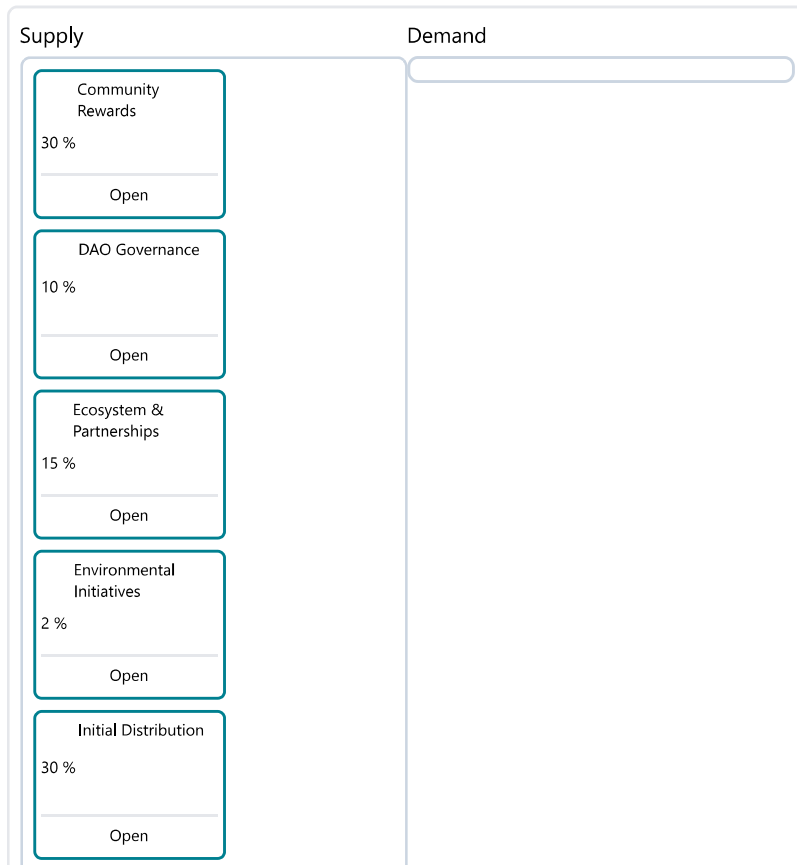 Supply
Demand
Community
Rewards
30 %
Open
DAO Governance
10 %
Open
Ecosystem &
Partnerships
15 %
Open
Environmental
Initiatives
2 %
Open
Initial Distribution
30 %
Open